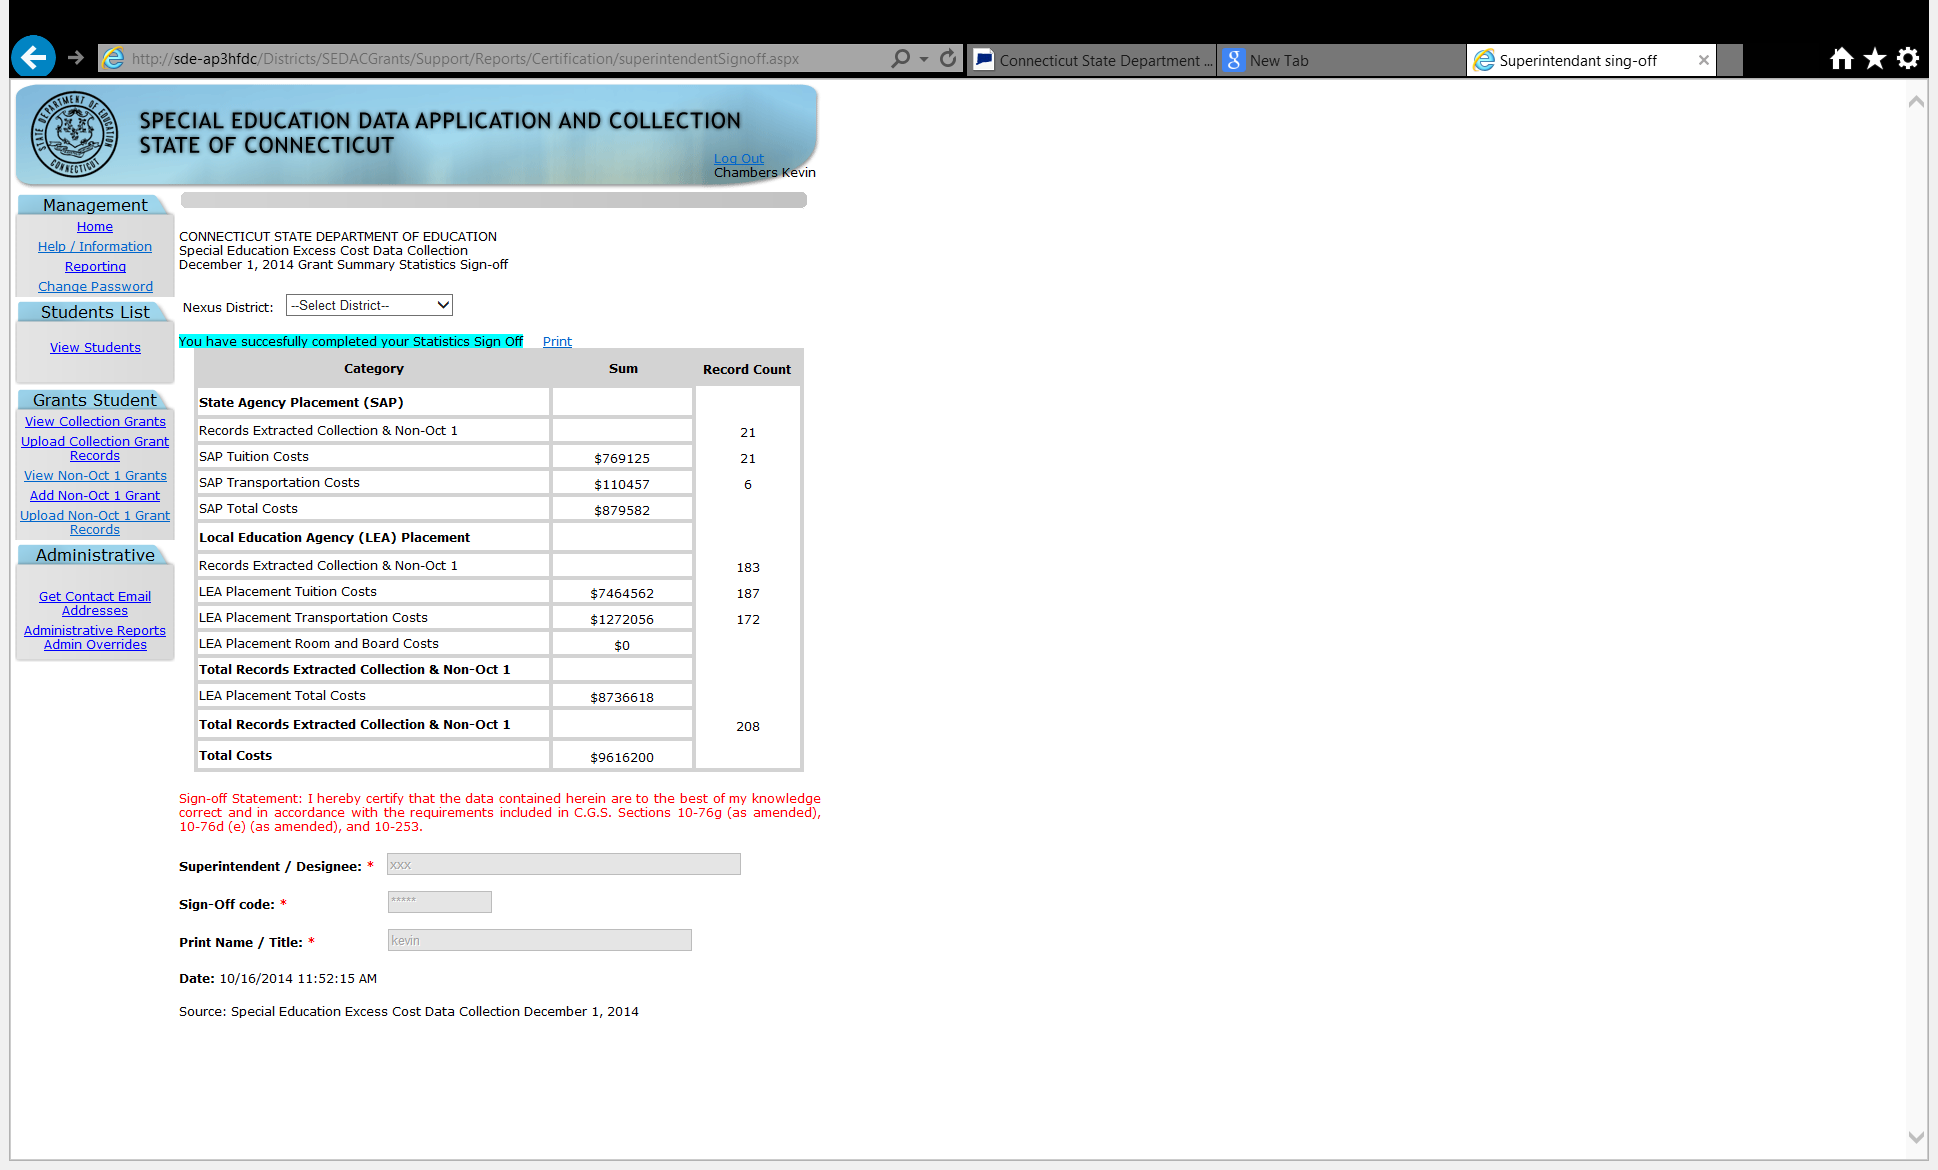 http://sde-ap3hfdc/Districts/SEDACGrants/Support/Reports/Certification/superintendentSignoff.aspx
Connecticut State Department ...
New Tab
Superintendant sing-off
STATE DEPARTMENT OF EDUCATION
CONNECTICUT
SPECIAL EDUCATION DATA APPLICATION AND COLLECTION
STATE OF CONNECTICUT
Log Out
Chambers Kevin
Management
Home
Help / Information
Reporting
Change Password
Students List
View Students
Grants Student
View Collection Grants
Upload Collection Grant
Records
View Non-Oct 1 Grants
Add Non-Oct 1 Grant
Upload Non-Oct 1 Grant
Records
Administrative
Get Contact Email
Addresses
Administrative Reports
Admin Overrides
CONNECTICUT STATE DEPARTMENT OF EDUCATION
Special Education Excess Cost Data Collection
December 1, 2014 Grant Summary Statistics Sign-off
Nexus District: --Select District--
You have succesfully completed your Statistics Sign Off Print
Category Sum Record Count
State Agency Placement (SAP)
Records Extracted Collection & Non-Oct 1 21
SAP Tuition Costs $769125 21
SAP Transportation Costs $110457 6
SAP Total Costs $879582
Local Education Agency (LEA) Placement
Records Extracted Collection & Non-Oct 1 183
LEA Placement Tuition Costs $7464562 187
LEA Placement Transportation Costs $1272056 172
LEA Placement Room and Board Costs $0
Total Records Extracted Collection & Non-Oct 1
LEA Placement Total Costs $8736618
Total Records Extracted Collection & Non-Oct 1 208
Total Costs $9616200
Sign-off Statement: I hereby certify that the data contained herein are to the best of my knowledge
correct and in accordance with the requirements included in C.G.S. Sections 10-76g (as amended),
10-76d (e) (as amended), and 10-253.
Superintendent / Designee: * xxx
Sign-Off code: * *****
Print Name / Title: * kevin
Date: 10/16/2014 11:52:15 AM
Source: Special Education Excess Cost Data Collection December 1, 2014